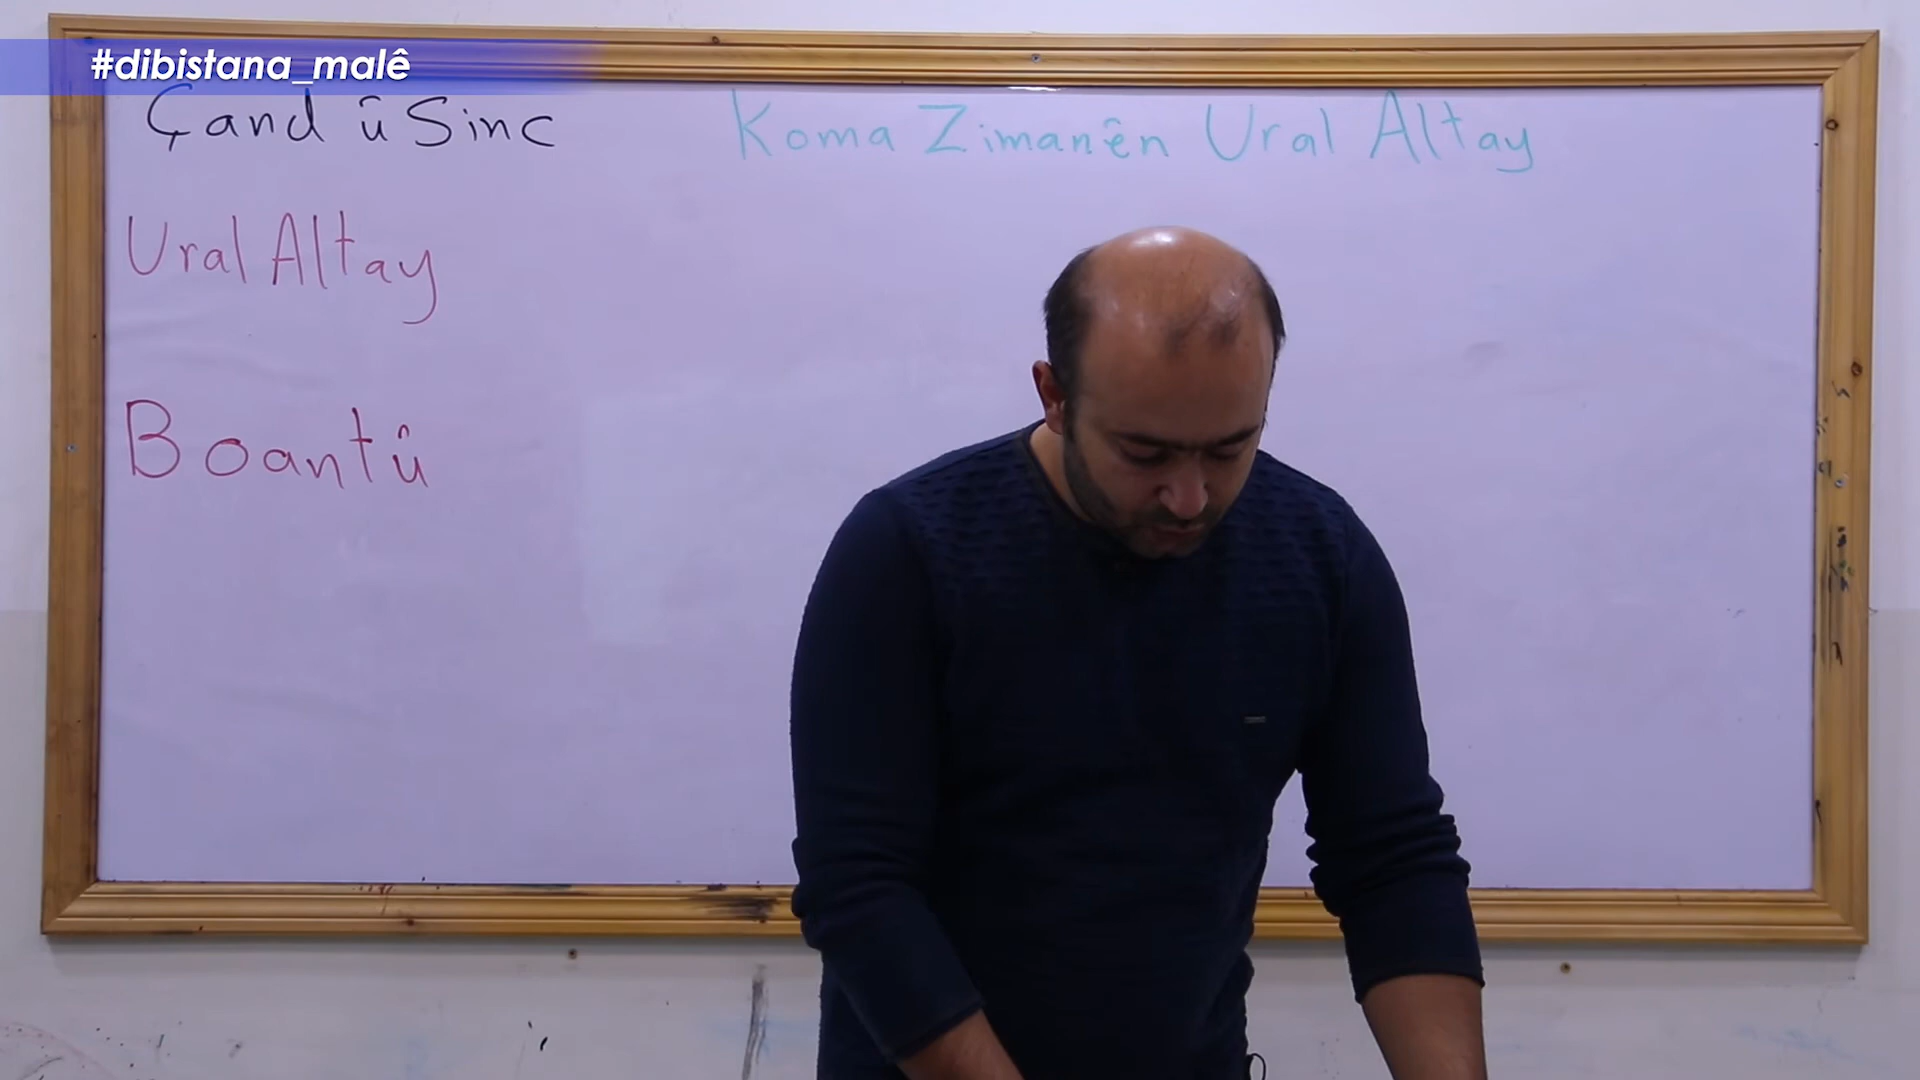 #dibistana_malê
Çand û Sinc
Koma Zimanên Ural Altay
Ural Altay
Boantû